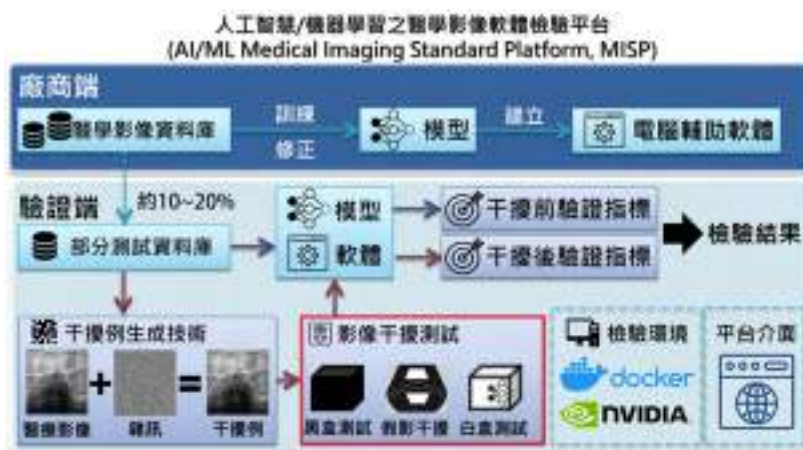 人工智慧/機器學習之醫學影像軟體檢驗平台
(AI/ML Medical Imaging Standard Platform, MISP)
廠商端
醫學影像資料庫
訓練
修正
模型
建立
電腦輔助軟體
驗證端
約10~20%
部分測試資料庫
模型
軟體
干擾前驗證指標
干擾後驗證指標
檢驗結果
干擾例生成技術
醫療影像
雜訊
干擾例
影像干擾測試
黑盒測試
假影干擾
白盒測試
檢驗環境
docker
NVIDIA
平台介面